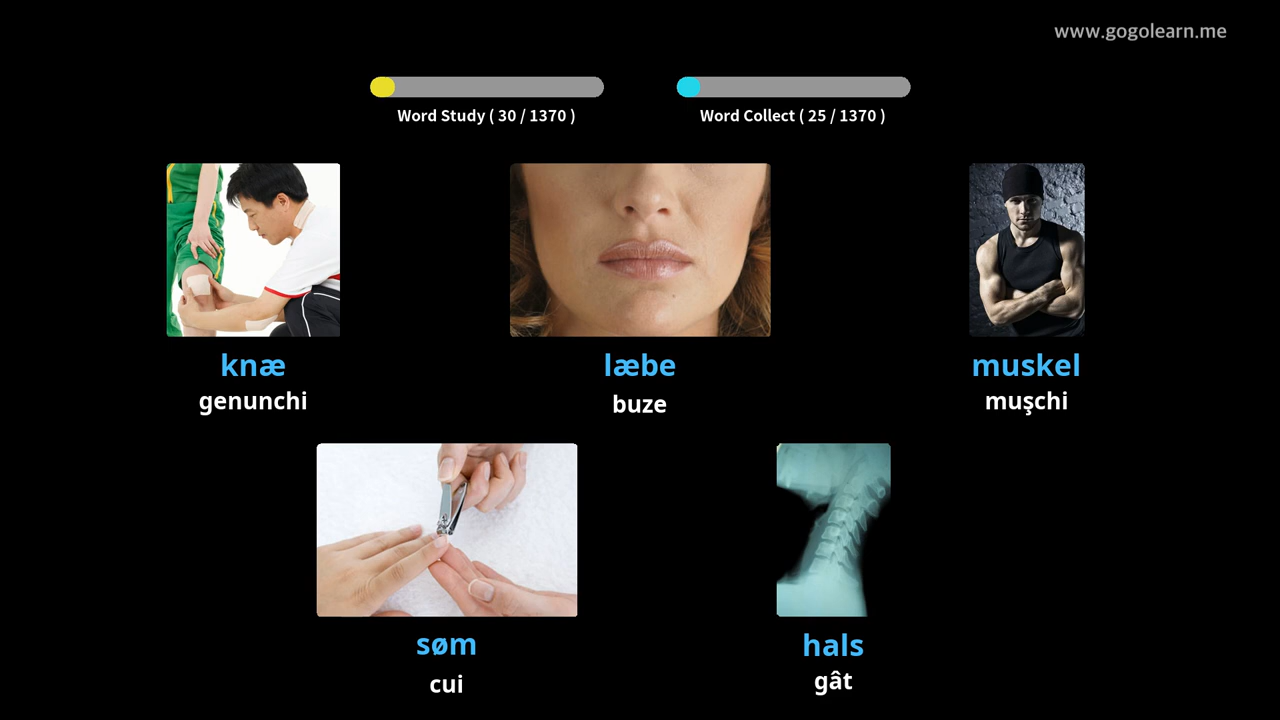 www.gogolearn.me
Word Study ( 30 / 1370 )
Word Collect ( 25 / 1370 )
knæ
genunchi
læbe
buze
muskel
muşchi
søm
cui
hals
gât